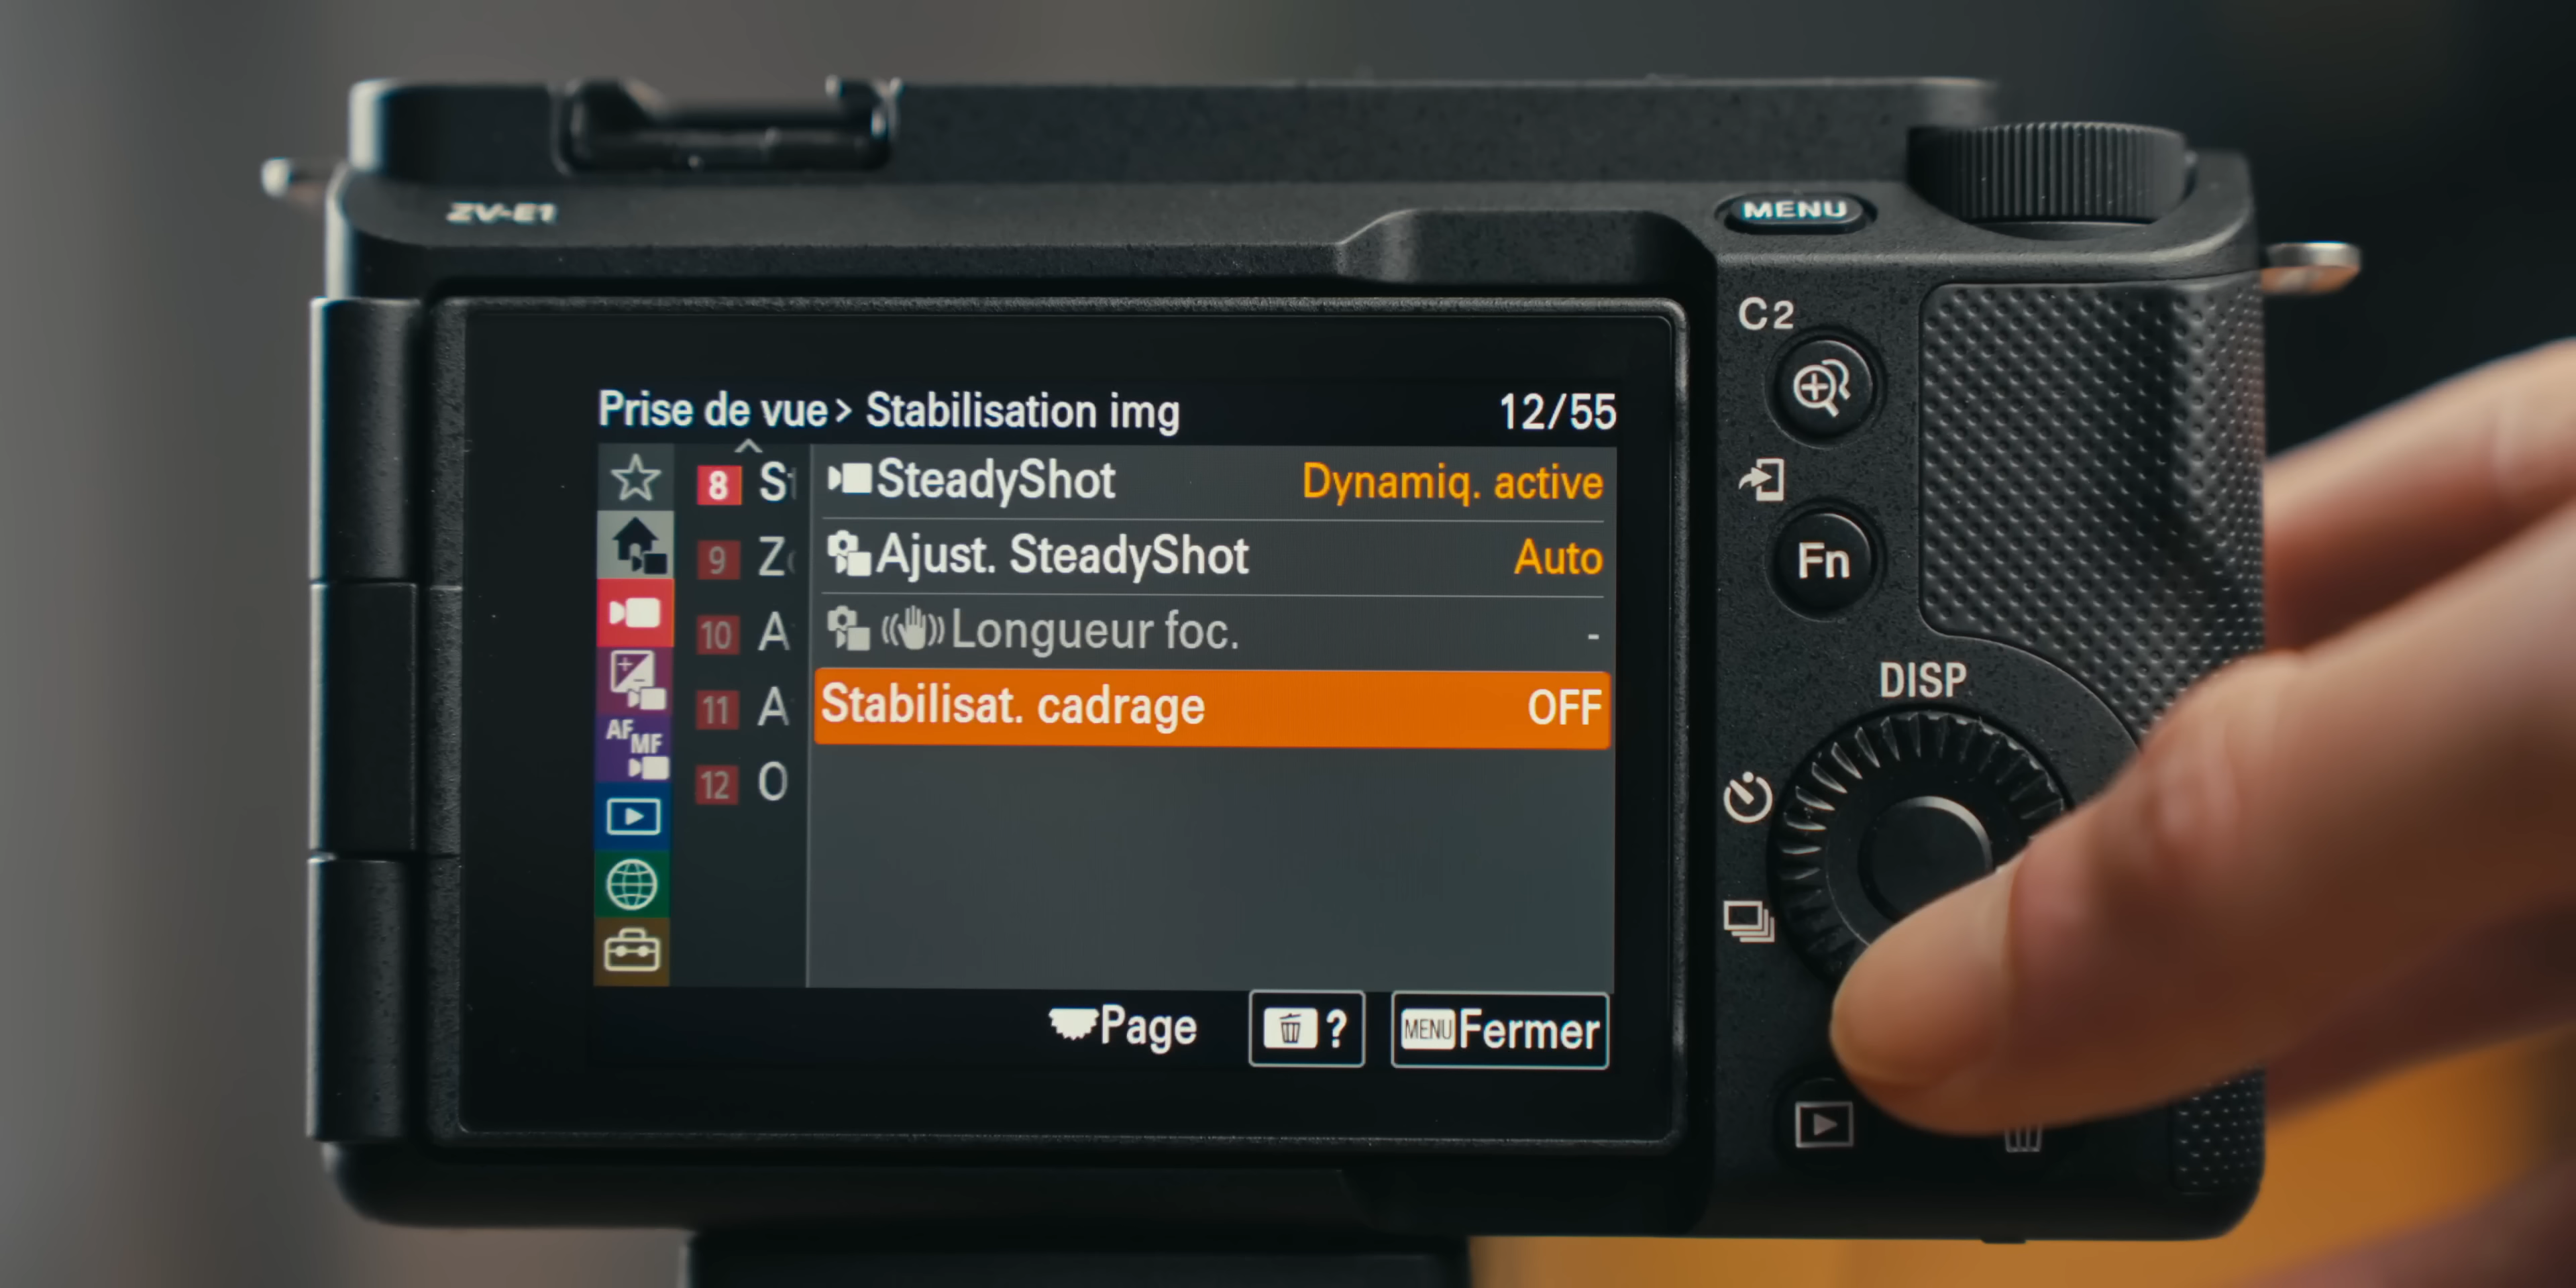 ZV-E1
MENU
C2
Prise de vue > Stabilisation img 12/55
8 St
SteadyShot Dynamiq. active
9 Z
Ajust. SteadyShot Auto
Fn
10 A
Longueur foc. -
DISP
11 A
Stabilisat. cadrage OFF
AF MF
12 O
Page ? MENU Fermer